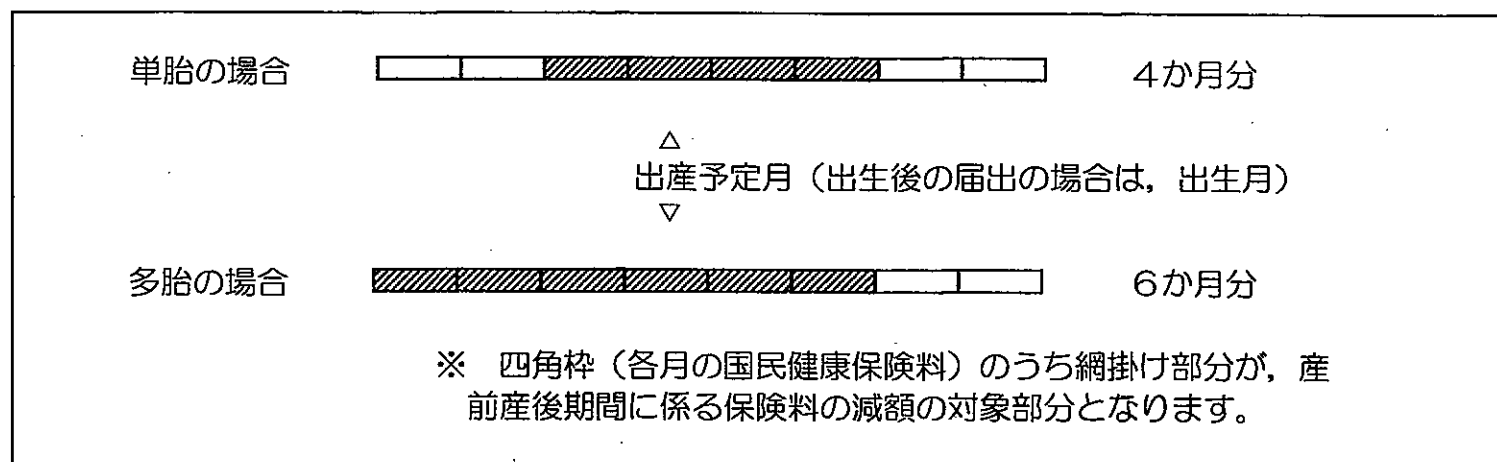 単胎の場合 4か月分
△
出産予定月（出生後の届出の場合は，出生月）
▽
多胎の場合 6か月分
※ 四角枠（各月の国民健康保険料）のうち網掛け部分が，産
前産後期間に係る保険料の減額の対象部分となります。